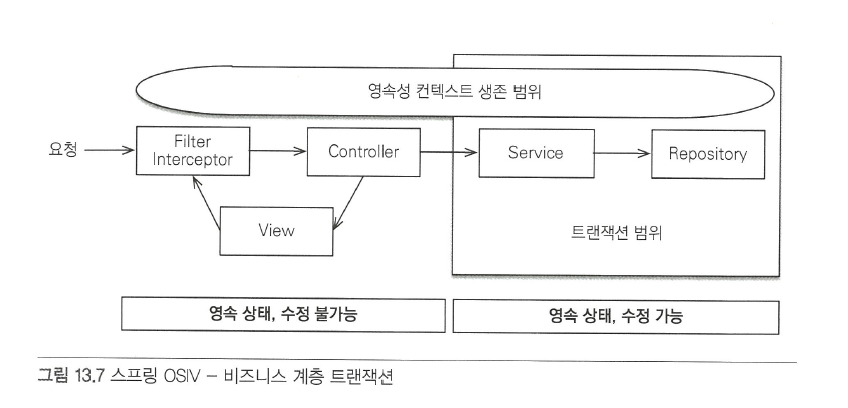 영속성 컨텍스트 생존 범위
요청
Filter
Interceptor
Controller
Service
Repository
View
트랜잭션 범위
영속 상태, 수정 불가능
영속 상태, 수정 가능
그림 13.7 스프링 OSIV - 비즈니스 계층 트랜잭션